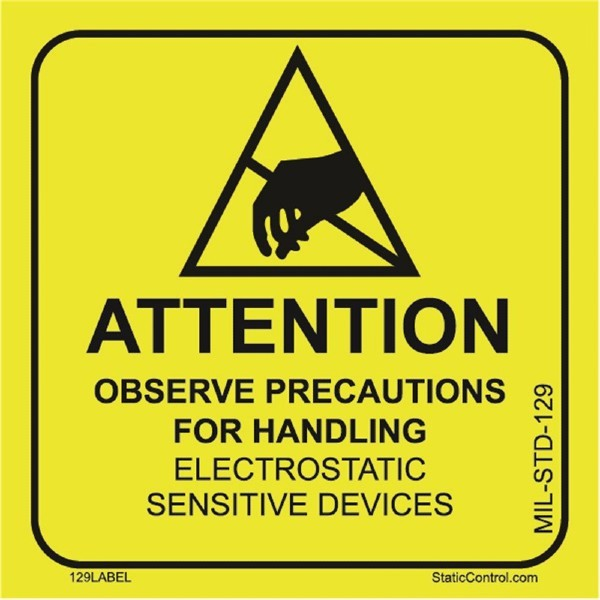 ATTENTION
OBSERVE PRECAUTIONS
FOR HANDLING
ELECTROSTATIC
SENSITIVE DEVICES
MIL-STD-129
129LABEL
StaticControl.com